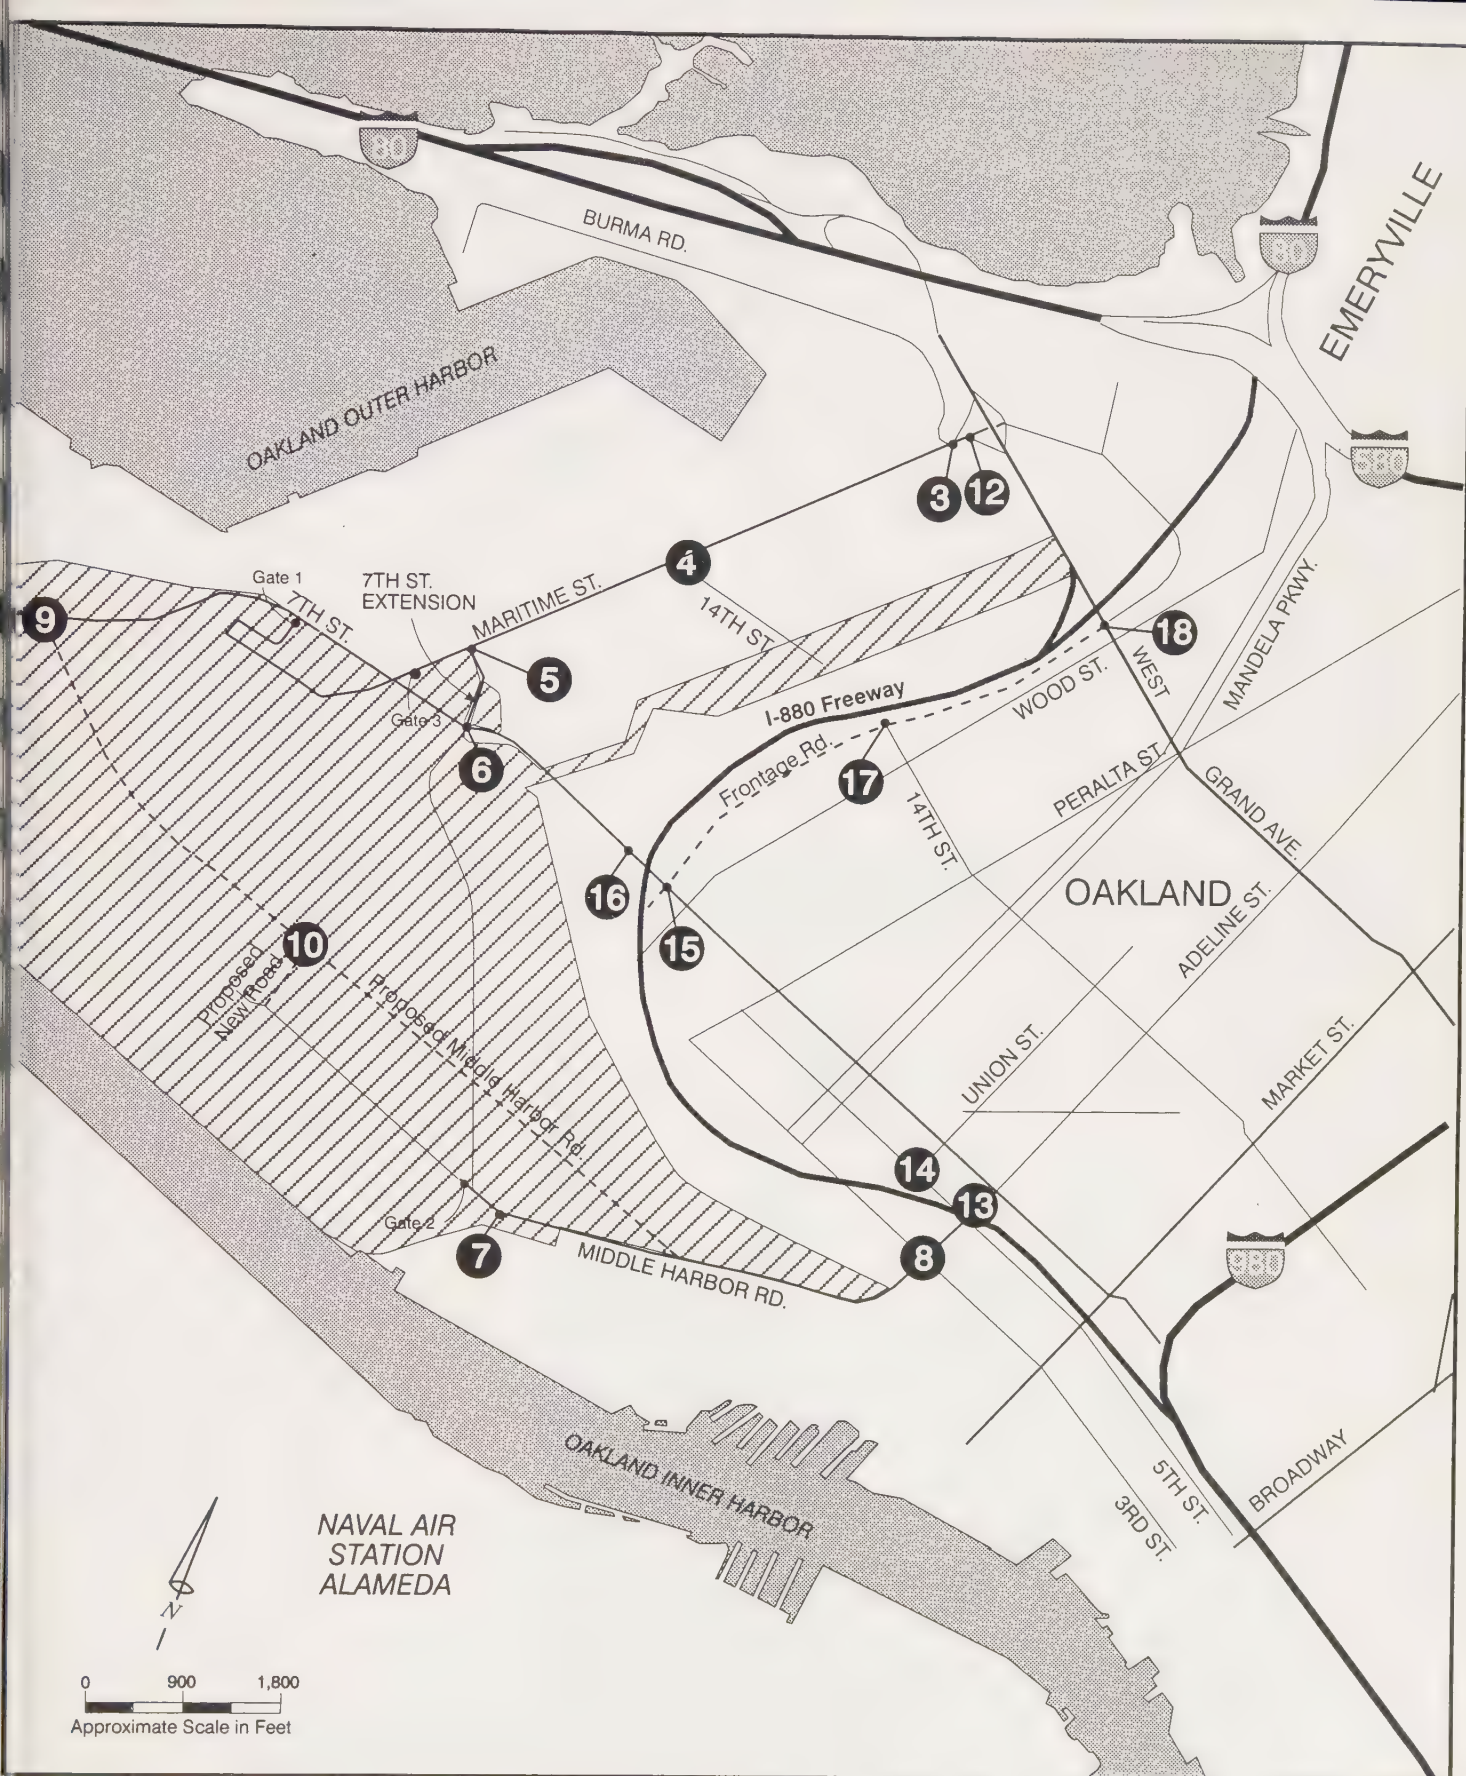 80
BURMA RD.
80
EMERYVILLE
OAKLAND OUTER HARBOR
580
3
12
4
Gate 1
7TH ST.
7TH ST.
EXTENSION
MARITIME ST.
14TH ST.
9
5
18
WEST
MANDELA PKWY.
WOOD ST.
I-880 Freeway
Gate 3
6
Frontage Rd.
17
PERALTA ST.
GRAND AVE.
14TH ST.
16
OAKLAND
ADELINE ST.
15
10
Proposed
New Road
Proposed Middle Harbor Rd.
UNION ST.
MARKET ST.
14
13
Gate 2
7
8
980
MIDDLE HARBOR RD.
OAKLAND INNER HARBOR
5TH ST.
BROADWAY
3RD ST.
NAVAL AIR
STATION
ALAMEDA
N
0 900 1,800
Approximate Scale in Feet